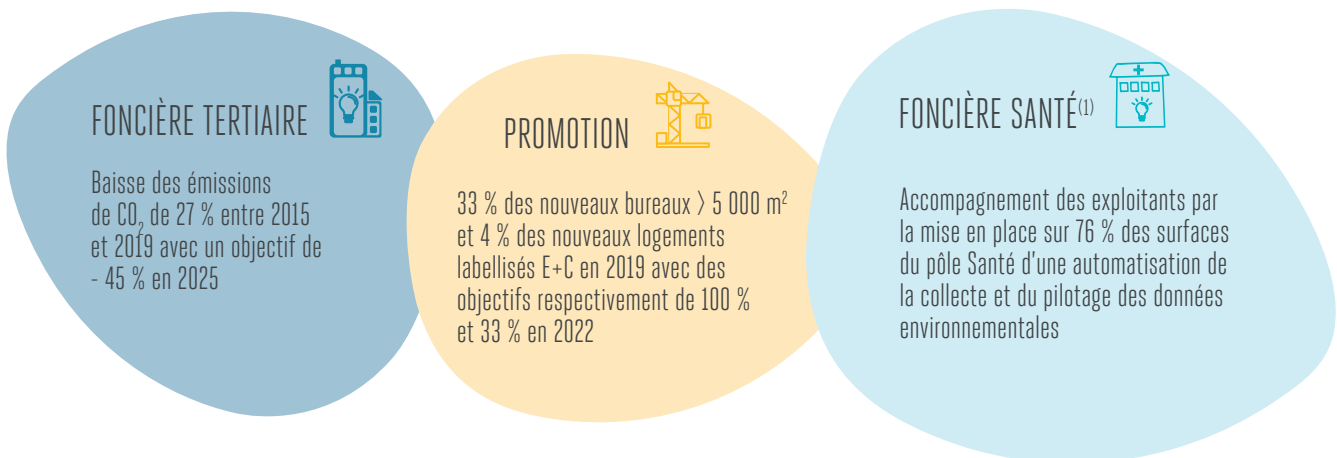 FONCIÈRE TERTIAIRE
Baisse des émissions
de CO₂ de 27 % entre 2015
et 2019 avec un objectif de
- 45 % en 2025
PROMOTION
33 % des nouveaux bureaux > 5 000 m²
et 4 % des nouveaux logements
labellisés E+C en 2019 avec des
objectifs respectivement de 100 %
et 33 % en 2022
FONCIÈRE SANTÉ⁽¹⁾
Accompagnement des exploitants par
la mise en place sur 76 % des surfaces
du pôle Santé d'une automatisation de
la collecte et du pilotage des données
environnementales